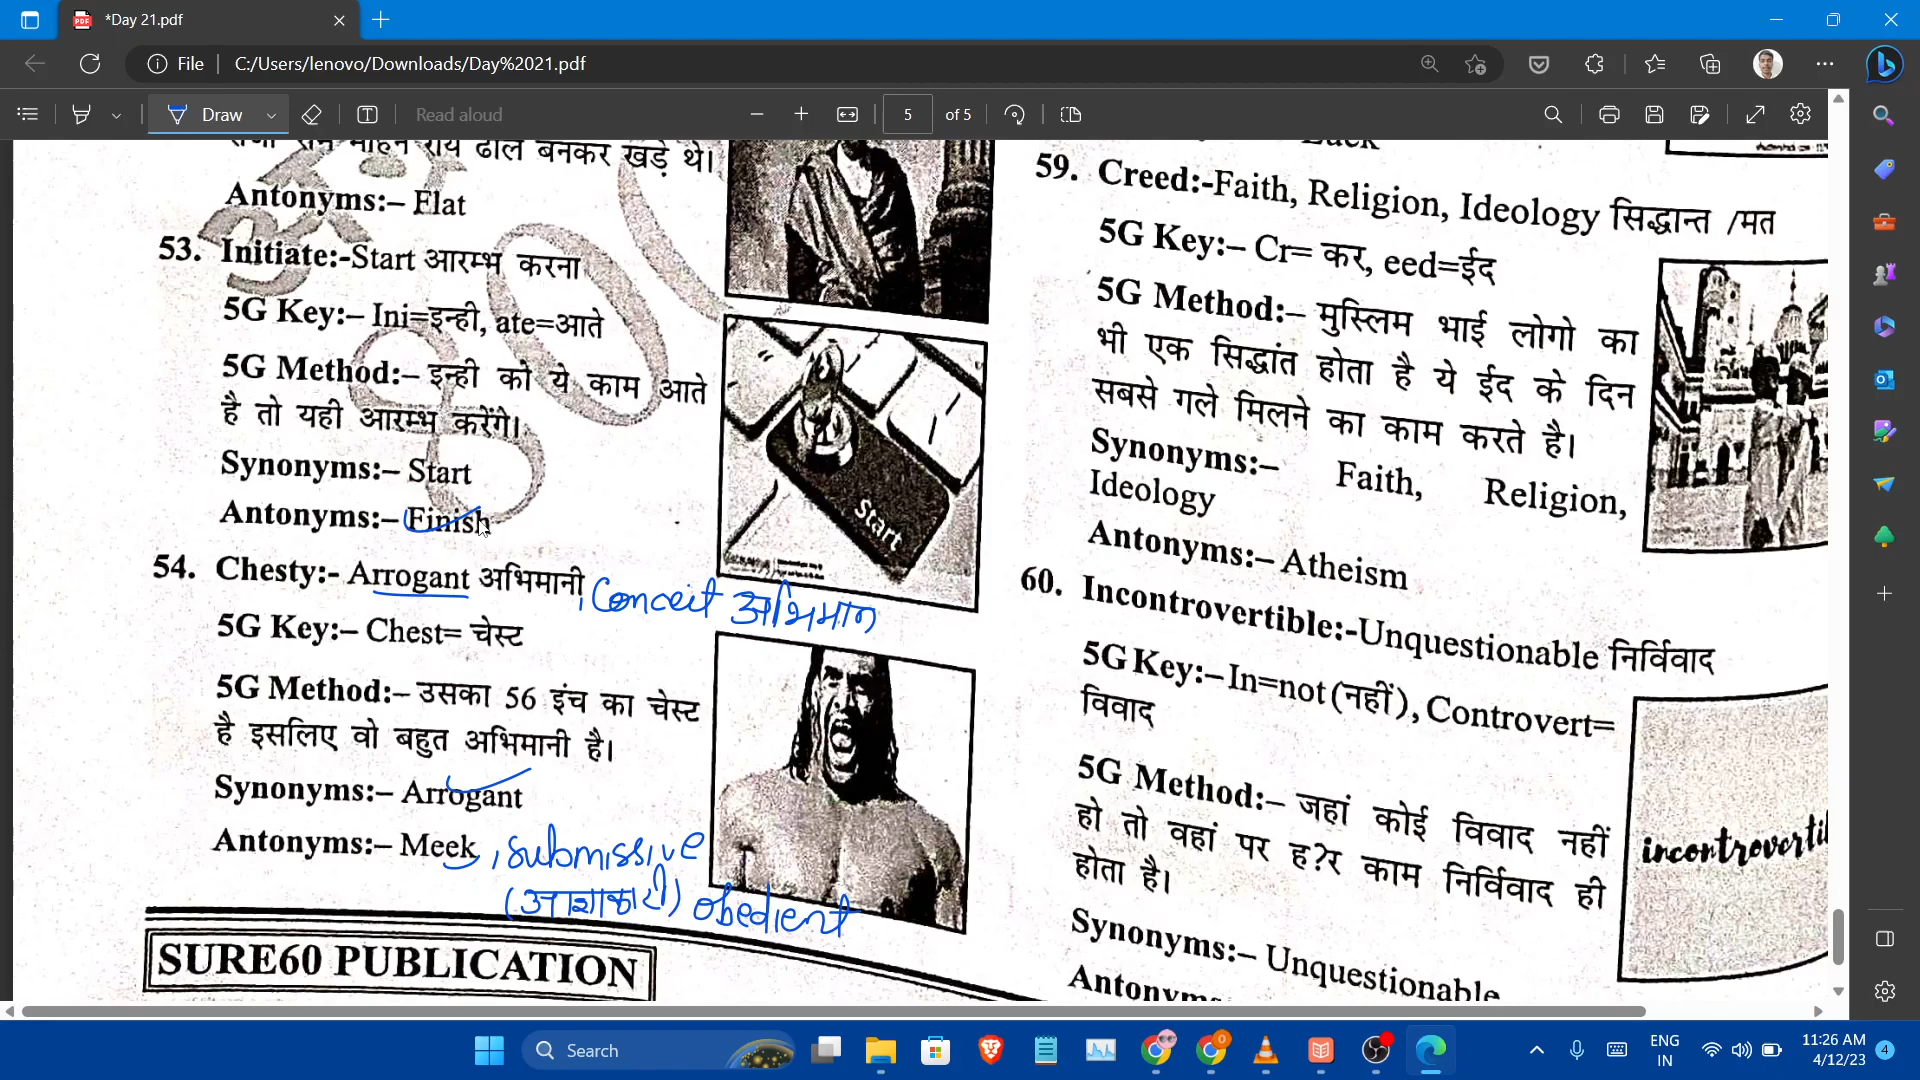 *Day 21.pdf
File
C:/Users/lenovo/Downloads/Day%2021.pdf
Draw
Read aloud
5 of 5
ढाल बनकर खड़े थे।
Antonyms:– Flat
53. Initiate:-Start आरम्भ करना
5G Key:– Ini=इन्ही, ate=आते
5G Method:– इन्ही को ये काम आते
है तो यही आरम्भ करेंगे।
Synonyms:– Start
Antonyms:– Finish
Start
54. Chesty:- Arrogant अभिमानी, Conceit अभिमान
5G Key:– Chest= चेस्ट
5G Method:– उसका 56 इंच का चेस्ट
है इसलिए वो बहुत अभिमानी है।
Synonyms:– Arrogant
Antonyms:– Meek, submissive
(आज्ञाकारी) obedient
SURE60 PUBLICATION
59. Creed:-Faith, Religion, Ideology सिद्धान्त /मत
5G Key:– Cr= कर, eed=ईद
5G Method:– मुस्लिम भाई लोगो का
भी एक सिद्धांत होता है ये ईद के दिन
सबसे गले मिलने का काम करते है।
Synonyms:– Faith, Religion,
Ideology
Antonyms:– Atheism
60. Incontrovertible:-Unquestionable निर्विवाद
5G Key:– In=not (नहीं), Controvert=
विवाद
5G Method:– जहां कोई विवाद नहीं
हो तो वहां पर ह?र काम निर्विवाद ही
होता है।
Synonyms:– Unquestionable
incontrovertil
Search
ENG
IN
11:26 AM
4/12/23
4